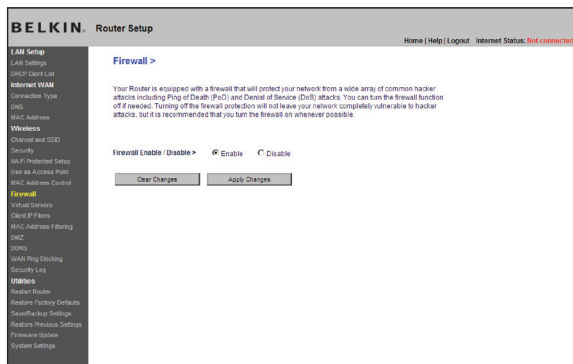 BELKIN. Router Setup
Home | Help | Logout Internet Status: Not connected
LAN Setup
LAN Settings
DHCP Client List
Internet WAN
Connection Type
DNS
MAC Address
Wireless
Channel and SSID
Security
Wi-Fi Protected Setup
Use as Access Point
MAC Address Control
Firewall
Virtual Servers
Client IP Filters
MAC Address Filtering
DMZ
DDNS
WAN Ping Blocking
Security Log
Utilities
Restart Router
Restore Factory Defaults
Save/Backup Settings
Restore Previous Settings
Firmware Update
System Settings
Firewall >
Your Router is equipped with a firewall that will protect your network from a wide array of common hacker
attacks including Ping of Death (PoD) and Denial of Service (DoS) attacks. You can turn the firewall function
off if needed. Turning off the firewall protection will not leave your network completely vulnerable to hacker
attacks, but it is recommended that you turn the firewall on whenever possible.
Firewall Enable / Disable > Enable Disable
Clear Changes Apply Changes